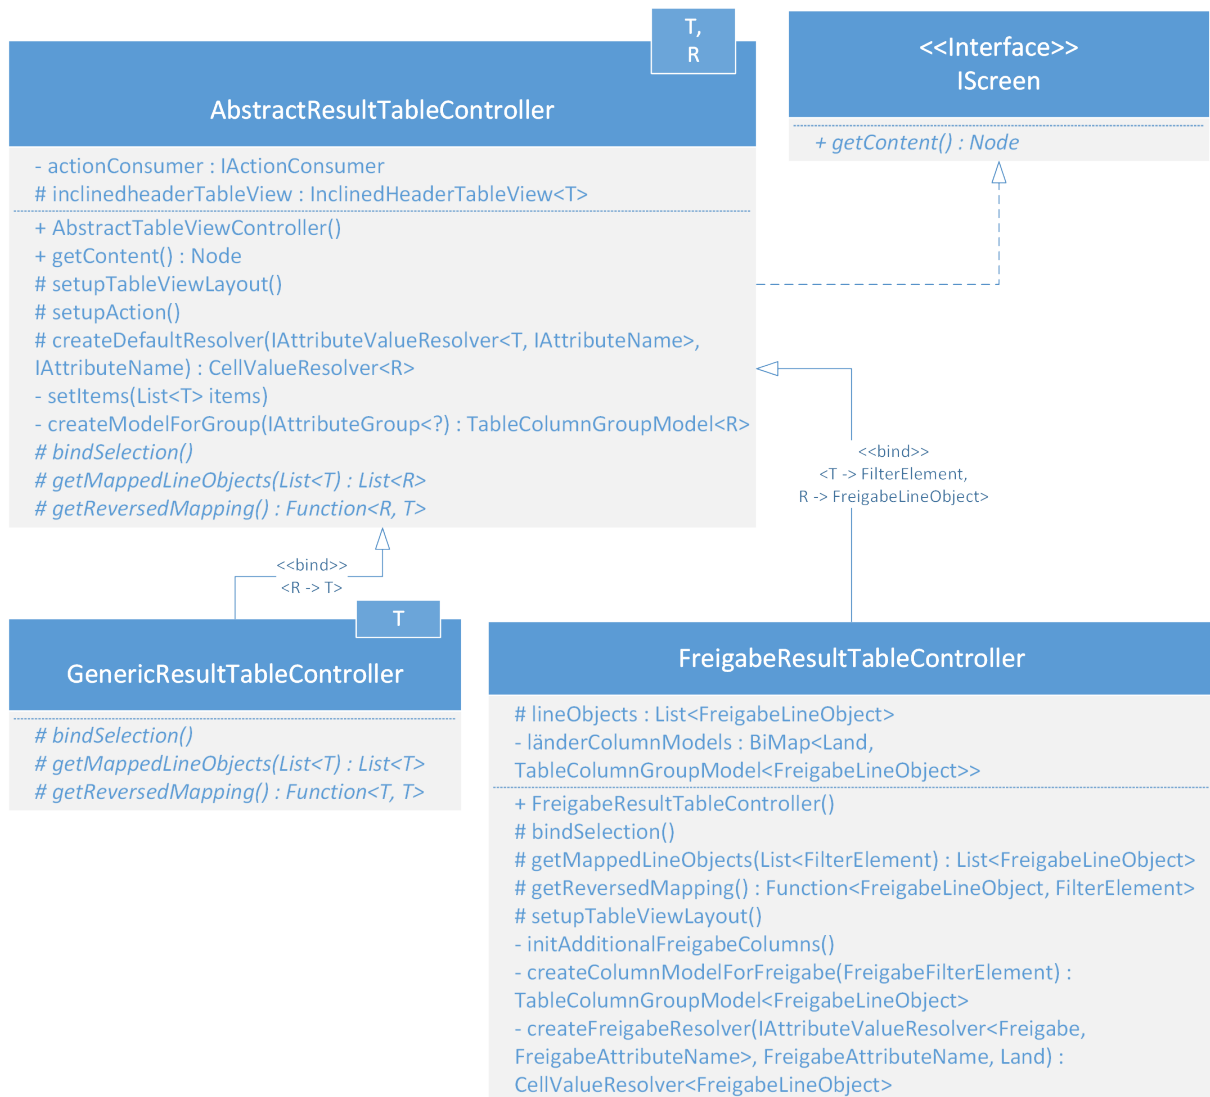 T,
R
AbstractResultTableController
- actionConsumer : IActionConsumer
# inclinedheaderTableView : InclinedHeaderTableView<T>
+ AbstractTableViewController()
+ getContent() : Node
# setupTableViewLayout()
# setupAction()
# createDefaultResolver(IAttributeValueResolver<T, IAttributeName>,
IAttributeName) : CellValueResolver<R>
- setItems(List<T> items)
- createModelForGroup(IAttributeGroup<?) : TableColumnGroupModel<R>
# bindSelection()
# getMappedLineObjects(List<T) : List<R>
# getReversedMapping() : Function<R, T>
<<Interface>>
IScreen
+ getContent() : Node
<<bind>>
<T -> FilterElement,
R -> FreigabeLineObject>
<<bind>>
<R -> T>
T
GenericResultTableController
# bindSelection()
# getMappedLineObjects(List<T) : List<T>
# getReversedMapping() : Function<T, T>
FreigabeResultTableController
# lineObjects : List<FreigabeLineObject>
- länderColumnModels : BiMap<Land,
TableColumnGroupModel<FreigabeLineObject>>
+ FreigabeResultTableController()
# bindSelection()
# getMappedLineObjects(List<FilterElement) : List<FreigabeLineObject>
# getReversedMapping() : Function<FreigabeLineObject, FilterElement>
# setupTableViewLayout()
- initAdditionalFreigabeColumns()
- createColumnModelForFreigabe(FreigabeFilterElement) :
TableColumnGroupModel<FreigabeLineObject>
- createFreigabeResolver(IAttributeValueResolver<Freigabe,
FreigabeAttributeName>, FreigabeAttributeName, Land) :
CellValueResolver<FreigabeLineObject>